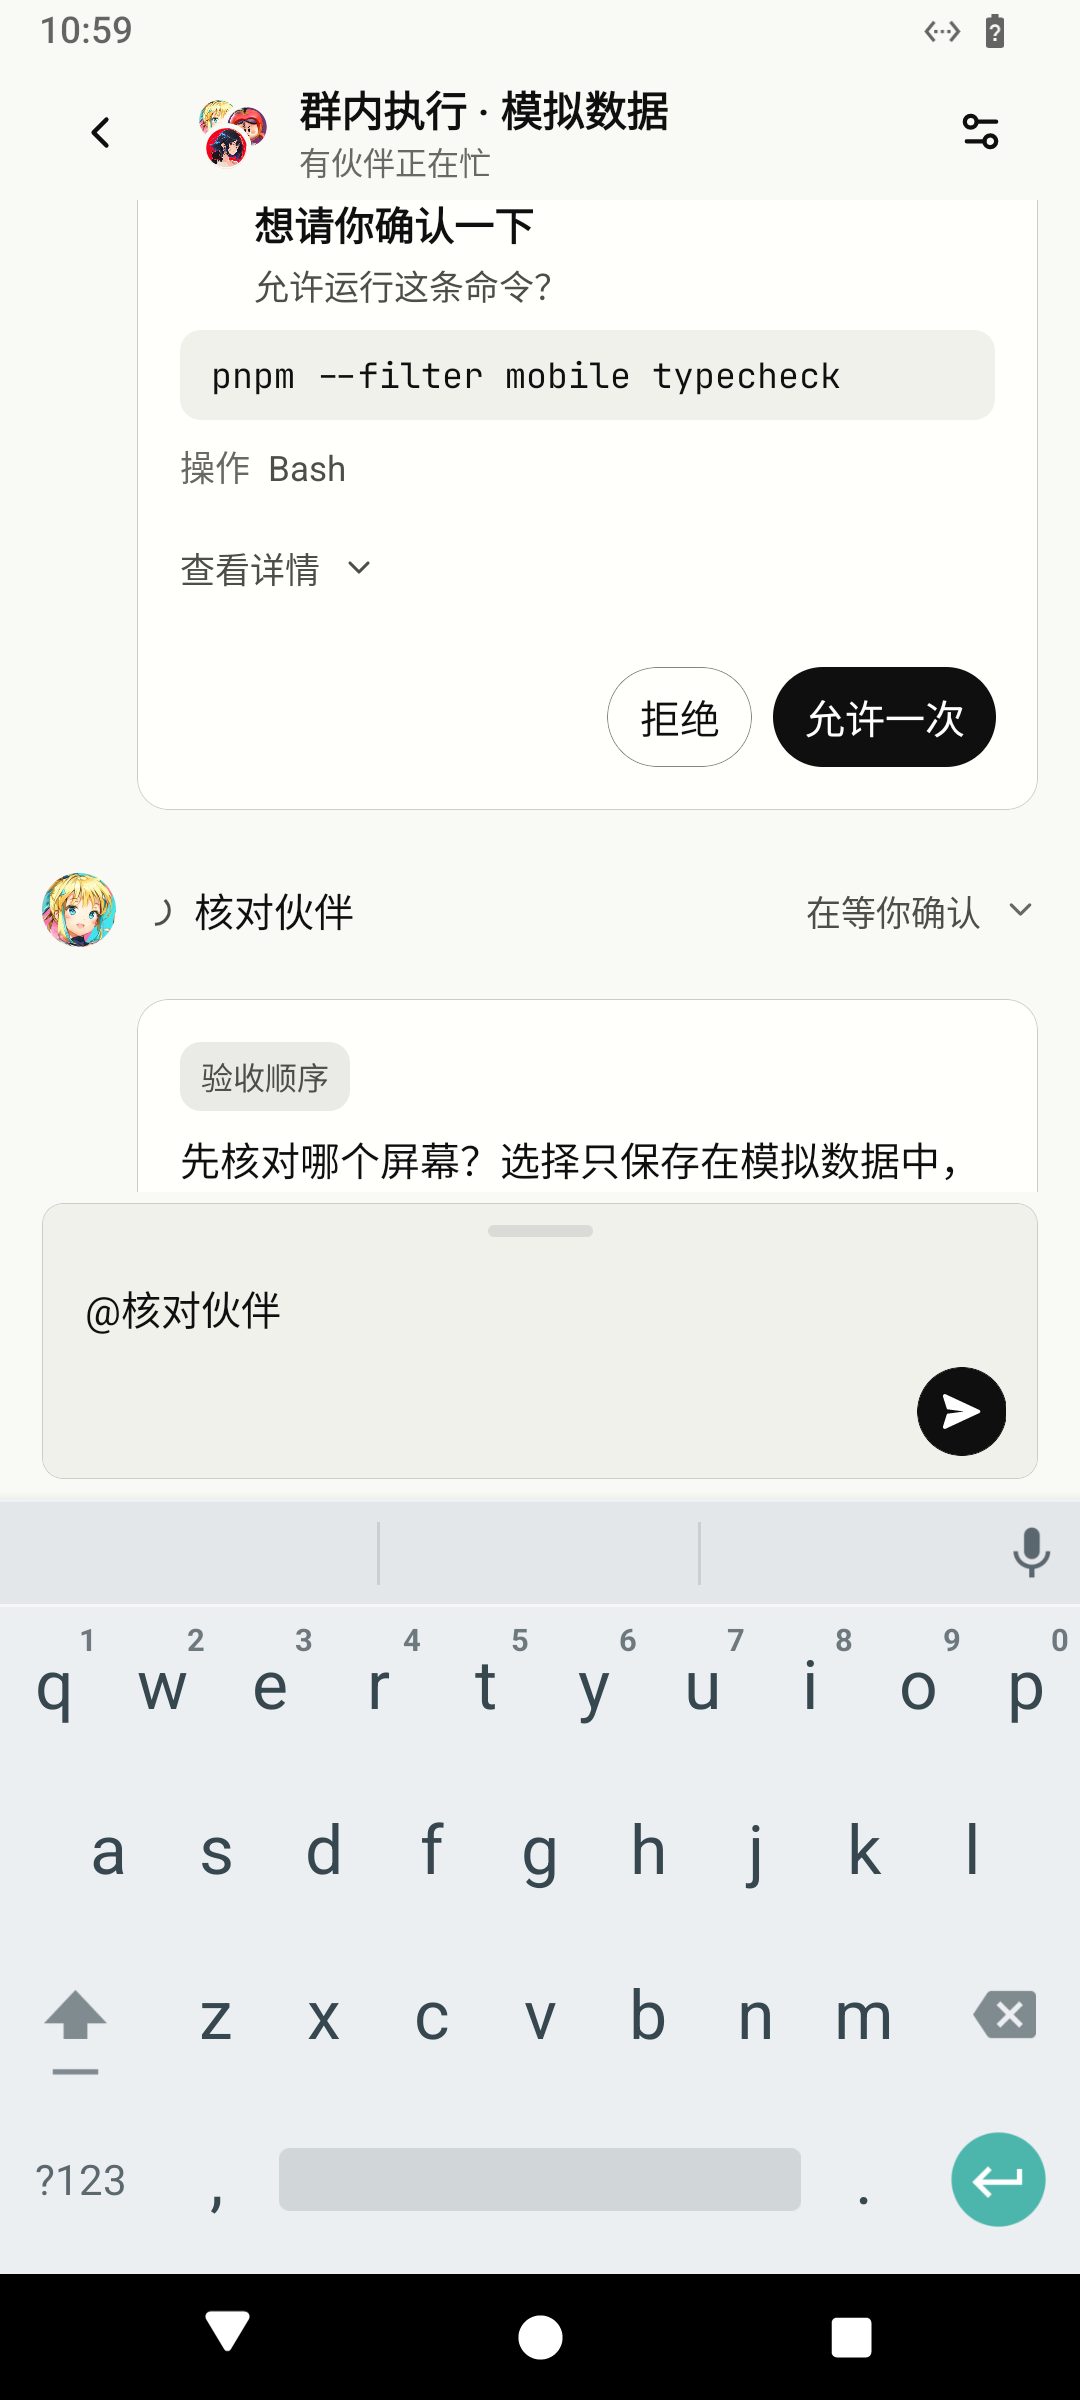 10:59
群内执行 · 模拟数据
有伙伴正在忙
想请你确认一下
允许运行这条命令？
pnpm --filter mobile typecheck
操作 Bash
查看详情
拒绝 允许一次
核对伙伴 在等你确认
验收顺序
先核对哪个屏幕？选择只保存在模拟数据中，
@核对伙伴
1 2 3 4 5 6 7 8 9 0
q w e r t y u i o p
a s d f g h j k l
z x c v b n m
?123 , .